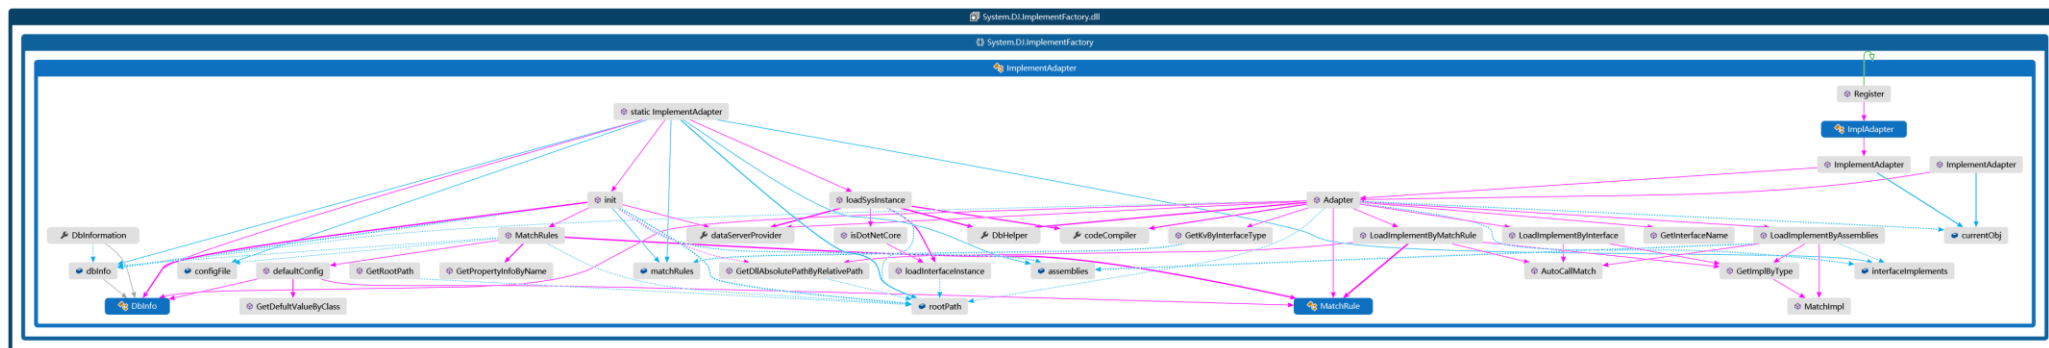 System.DJ.ImplementFactory.dll
System.DJ.ImplementFactory
ImplementAdapter
Register
static ImplementAdapter
ImplAdapter
ImplementAdapter
ImplementAdapter
init
loadSysInstance
Adapter
DbInformation
MatchRules
dataServerProvider
isDotNetCore
DbHelper
codeCompiler
GetKvByInterfaceType
LoadImplementByMatchRule
LoadImplementByInterface
GetInterfaceName
LoadImplementByAssemblies
currentObj
dbInfo
configFile
defaultConfig
GetRootPath
GetPropertyInfoByName
matchRules
GetDllAbsolutePathByRelativePath
loadInterfaceInstance
assemblies
AutoCallMatch
GetImplByType
interfaceImplements
DbInfo
GetDefultValueByClass
rootPath
MatchRule
MatchImpl